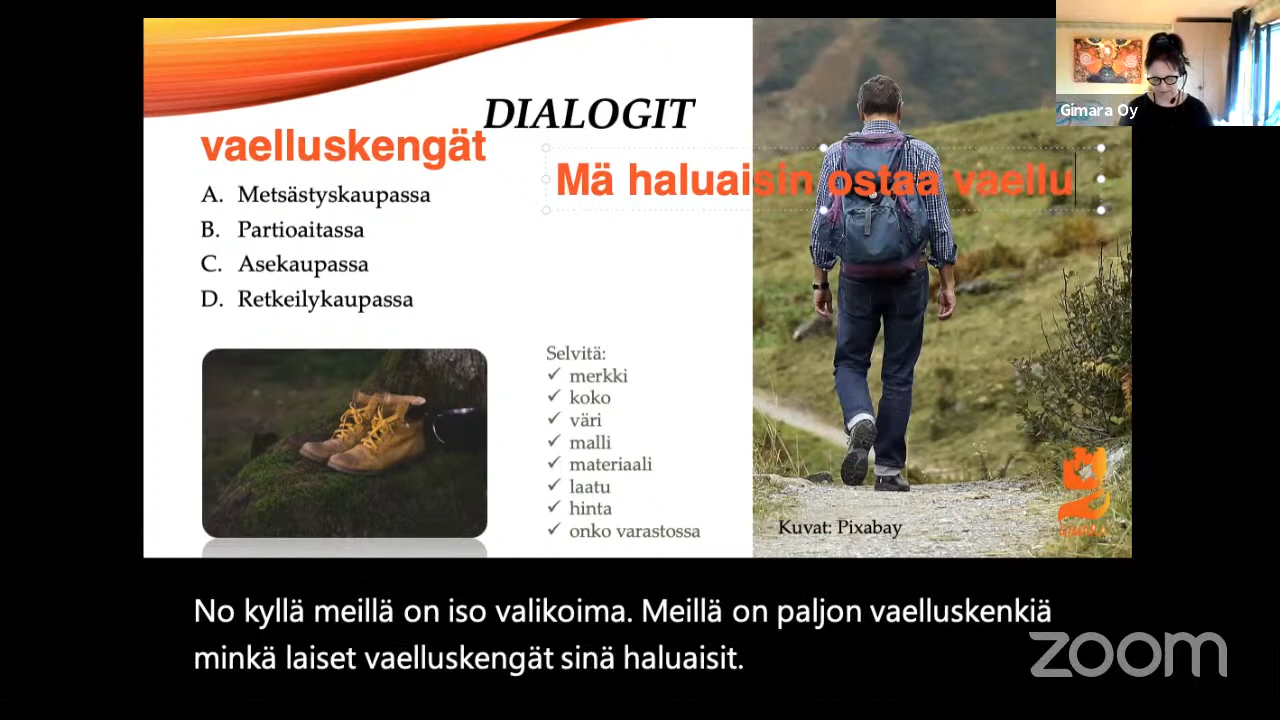 DIALOGIT
vaelluskengät
Mä haluaisin ostaa vaellu
A. Metsästyskaupassa
B. Partioaitassa
C. Asekaupassa
D. Retkeilykaupassa
Selvitä:
✓ merkki
✓ koko
✓ väri
✓ malli
✓ materiaali
✓ laatu
✓ hinta
✓ onko varastossa
Kuvat: Pixabay
Gimara Oy
No kyllä meillä on iso valikoima. Meillä on paljon vaelluskenkiä
minkä laiset vaelluskengät sinä haluaisit.
zoom